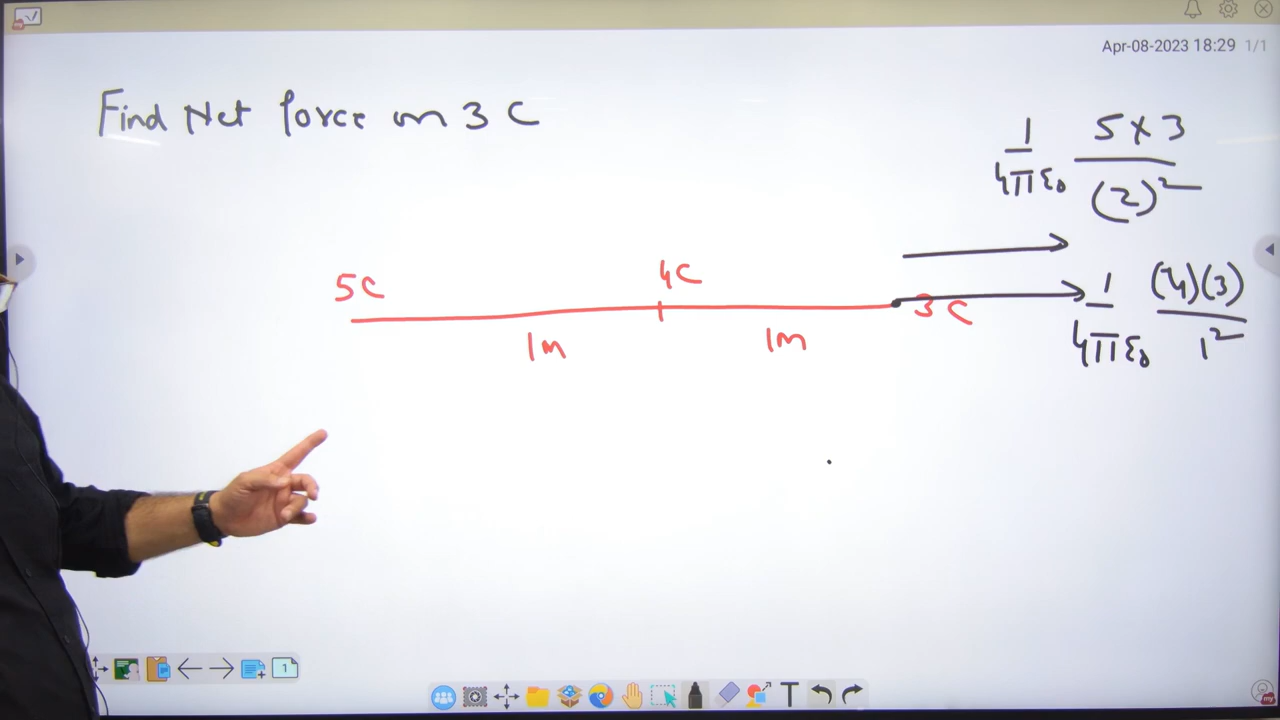 Apr-08-2023 18:29 1/1
Find Net force on 3 C
1/4πε₀ 5×3/(2)²
5C
4C
3 C
1/4πε₀ (4)(3)/1²
1m
1m
1
T